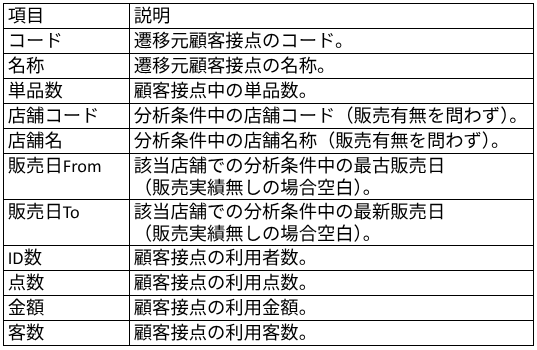 項目 説明
コード 遷移元顧客接点のコード。
名称 遷移元顧客接点の名称。
単品数 顧客接点中の単品数。
店舗コード 分析条件中の店舗コード（販売有無を問わず）。
店舗名 分析条件中の店舗名称（販売有無を問わず）。
販売日From 該当店舗での分析条件中の最古販売日
（販売実績無しの場合空白）。
販売日To 該当店舗での分析条件中の最新販売日
（販売実績無しの場合空白）。
ID数 顧客接点の利用者数。
点数 顧客接点の利用点数。
金額 顧客接点の利用金額。
客数 顧客接点の利用客数。